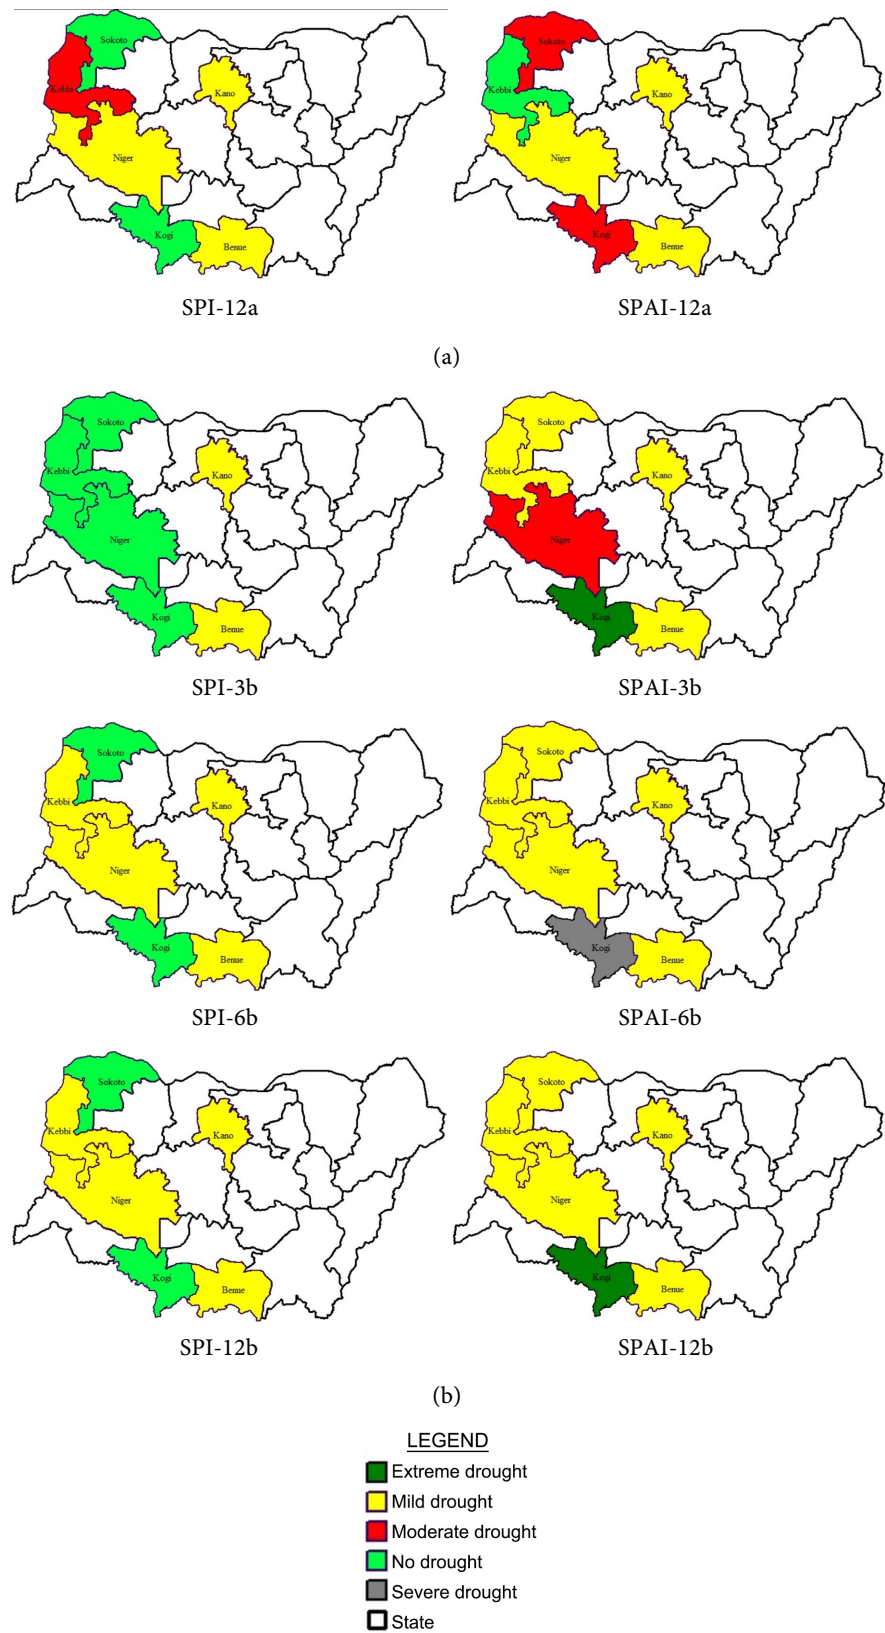 Sokoto
Kebbi
Kano
Niger
Kogi
Benue
SPI-12a
Sokoto
Kebbi
Kano
Niger
Kogi
Benue
SPAI-12a
(a)
Sokoto
Kebbi
Kano
Niger
Kogi
Benue
SPI-3b
Sokoto
Kebbi
Kano
Niger
Kogi
Benue
SPAI-3b
Sokoto
Kebbi
Kano
Niger
Kogi
Benue
SPI-6b
Sokoto
Kebbi
Kano
Niger
Kogi
Benue
SPAI-6b
Sokoto
Kebbi
Kano
Niger
Kogi
Benue
SPI-12b
Sokoto
Kebbi
Kano
Niger
Kogi
Benue
SPAI-12b
(b)
LEGEND
Extreme drought
Mild drought
Moderate drought
No drought
Severe drought
State